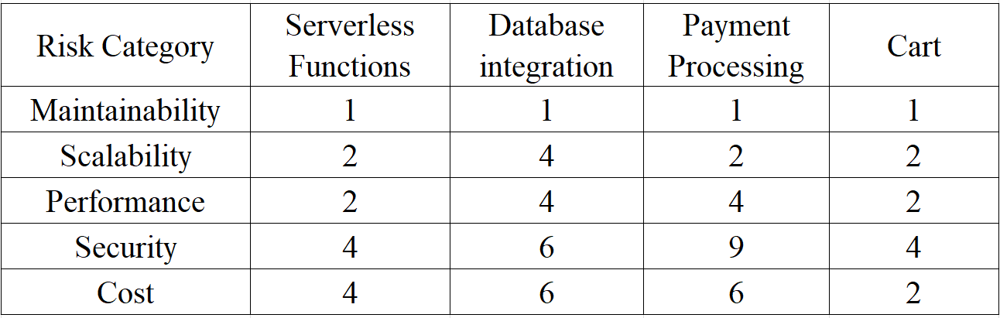 Risk Category Serverless Functions Database integration Payment Processing Cart
Maintainability 1 1 1 1
Scalability 2 4 2 2
Performance 2 4 4 2
Security 4 6 9 4
Cost 4 6 6 2